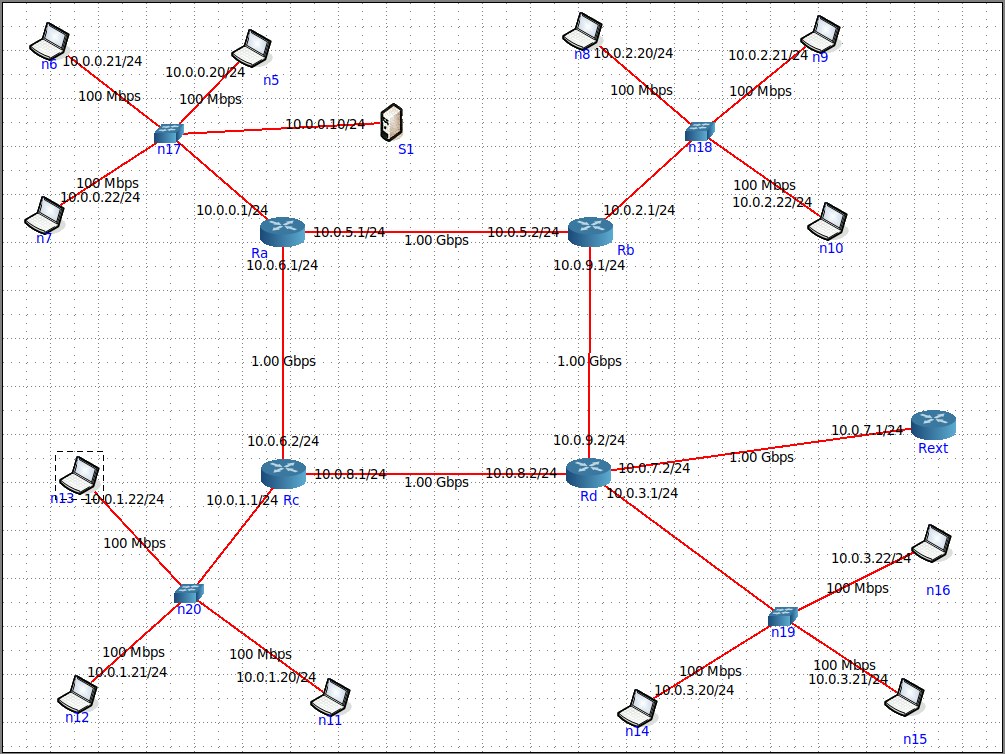 n6
10.0.0.21/24
100 Mbps
10.0.0.20/24
n5
100 Mbps
10.0.0.10/24
S1
n17
100 Mbps
10.0.0.22/24
n7
10.0.0.1/24
Ra
10.0.5.1/24
1.00 Gbps
10.0.5.2/24
10.0.6.1/24
n8
10.0.2.20/24
100 Mbps
10.0.2.21/24
n9
100 Mbps
n18
100 Mbps
10.0.2.22/24
n10
10.0.2.1/24
Rb
10.0.9.1/24
1.00 Gbps
1.00 Gbps
10.0.6.2/24
10.0.9.2/24
10.0.8.1/24
1.00 Gbps
10.0.8.2/24
Rc
10.0.1.1/24
n13
10.0.1.22/24
100 Mbps
n20
100 Mbps
10.0.1.21/24
n12
100 Mbps
10.0.1.20/24
n11
Rd
10.0.7.2/24
10.0.3.1/24
1.00 Gbps
10.0.7.1/24
Rext
10.0.3.22/24
100 Mbps
n16
n19
100 Mbps
10.0.3.20/24
n14
100 Mbps
10.0.3.21/24
n15